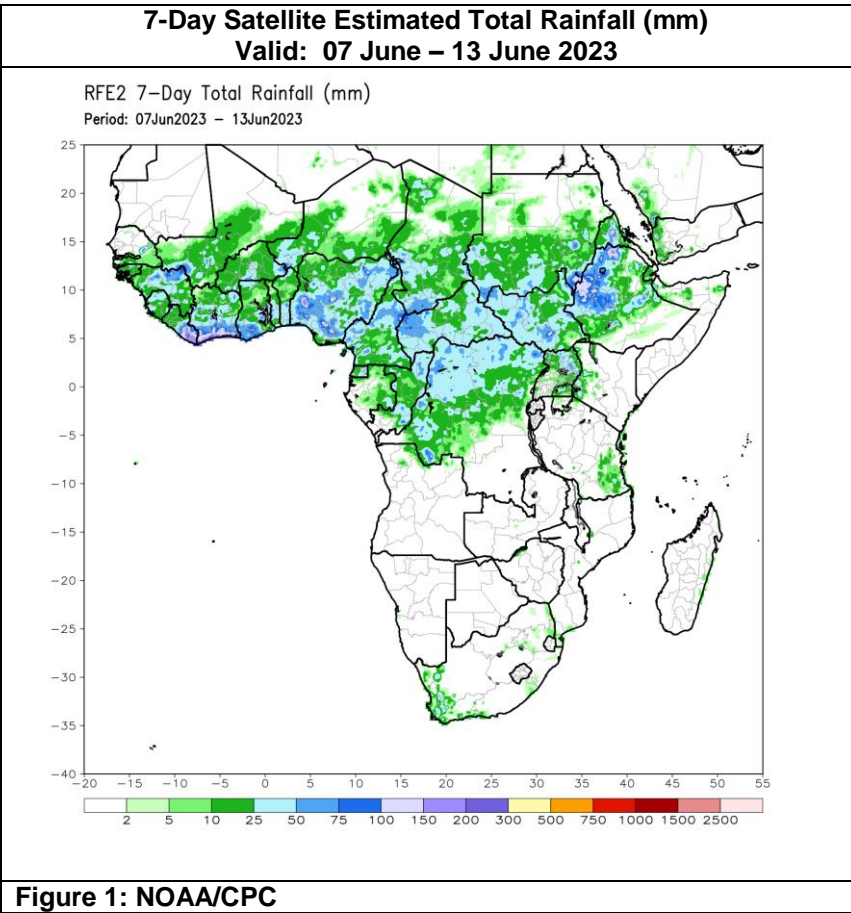 7-Day Satellite Estimated Total Rainfall (mm)
Valid:  07 June – 13 June 2023
RFE2 7-Day Total Rainfall (mm)
Period: 07Jun2023 – 13Jun2023
25
20
15
10
5
0
−5
−10
−15
−20
−25
−30
−35
−40
−20 −15 −10 −5 0 5 10 15 20 25 30 35 40 45 50 55
2 5 10 25 50 75 100 150 200 300 500 750 1000 1500 2500
Figure 1: NOAA/CPC